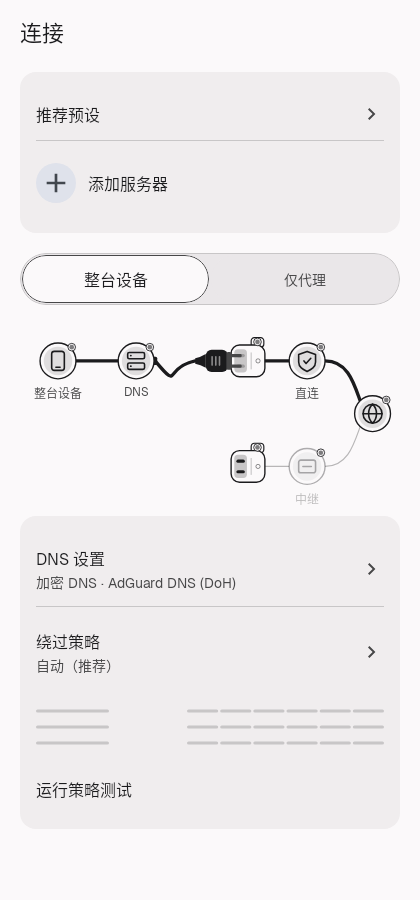 连接
推荐预设
添加服务器
整台设备
仅代理
整台设备
DNS
直连
中继
DNS 设置
加密 DNS · AdGuard DNS (DoH)
绕过策略
自动（推荐）
运行策略测试